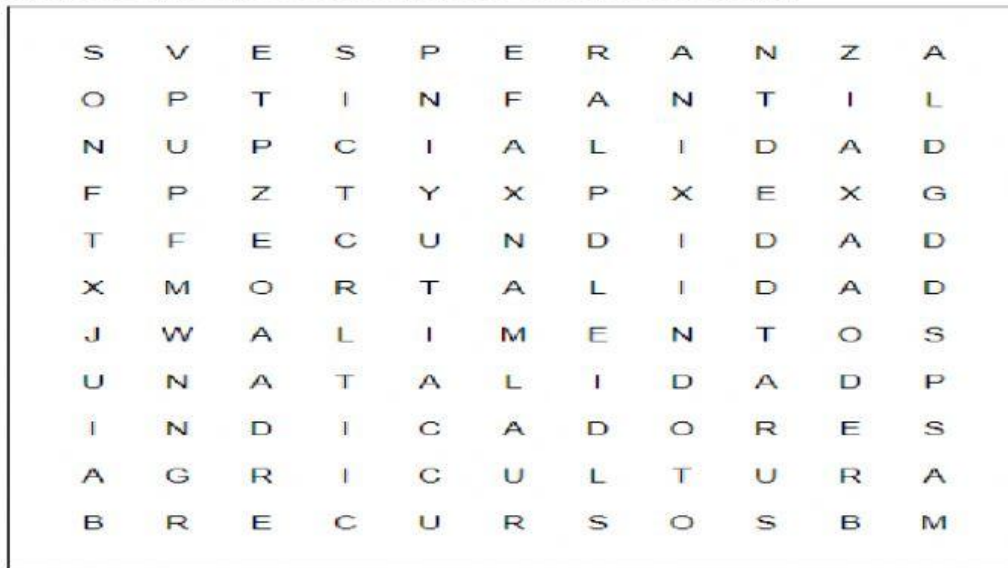 S V E S P E R A N Z A
O P T I N F A N T I L
N U P C I A L I D A D
F P Z T Y X P X E X G
T F E C U N D I D A D
X M O R T A L I D A D
J W A L I M E N T O S
U N A T A L I D A D P
I N D I C A D O R E S
A G R I C U L T U R A
B R E C U R S O S B M